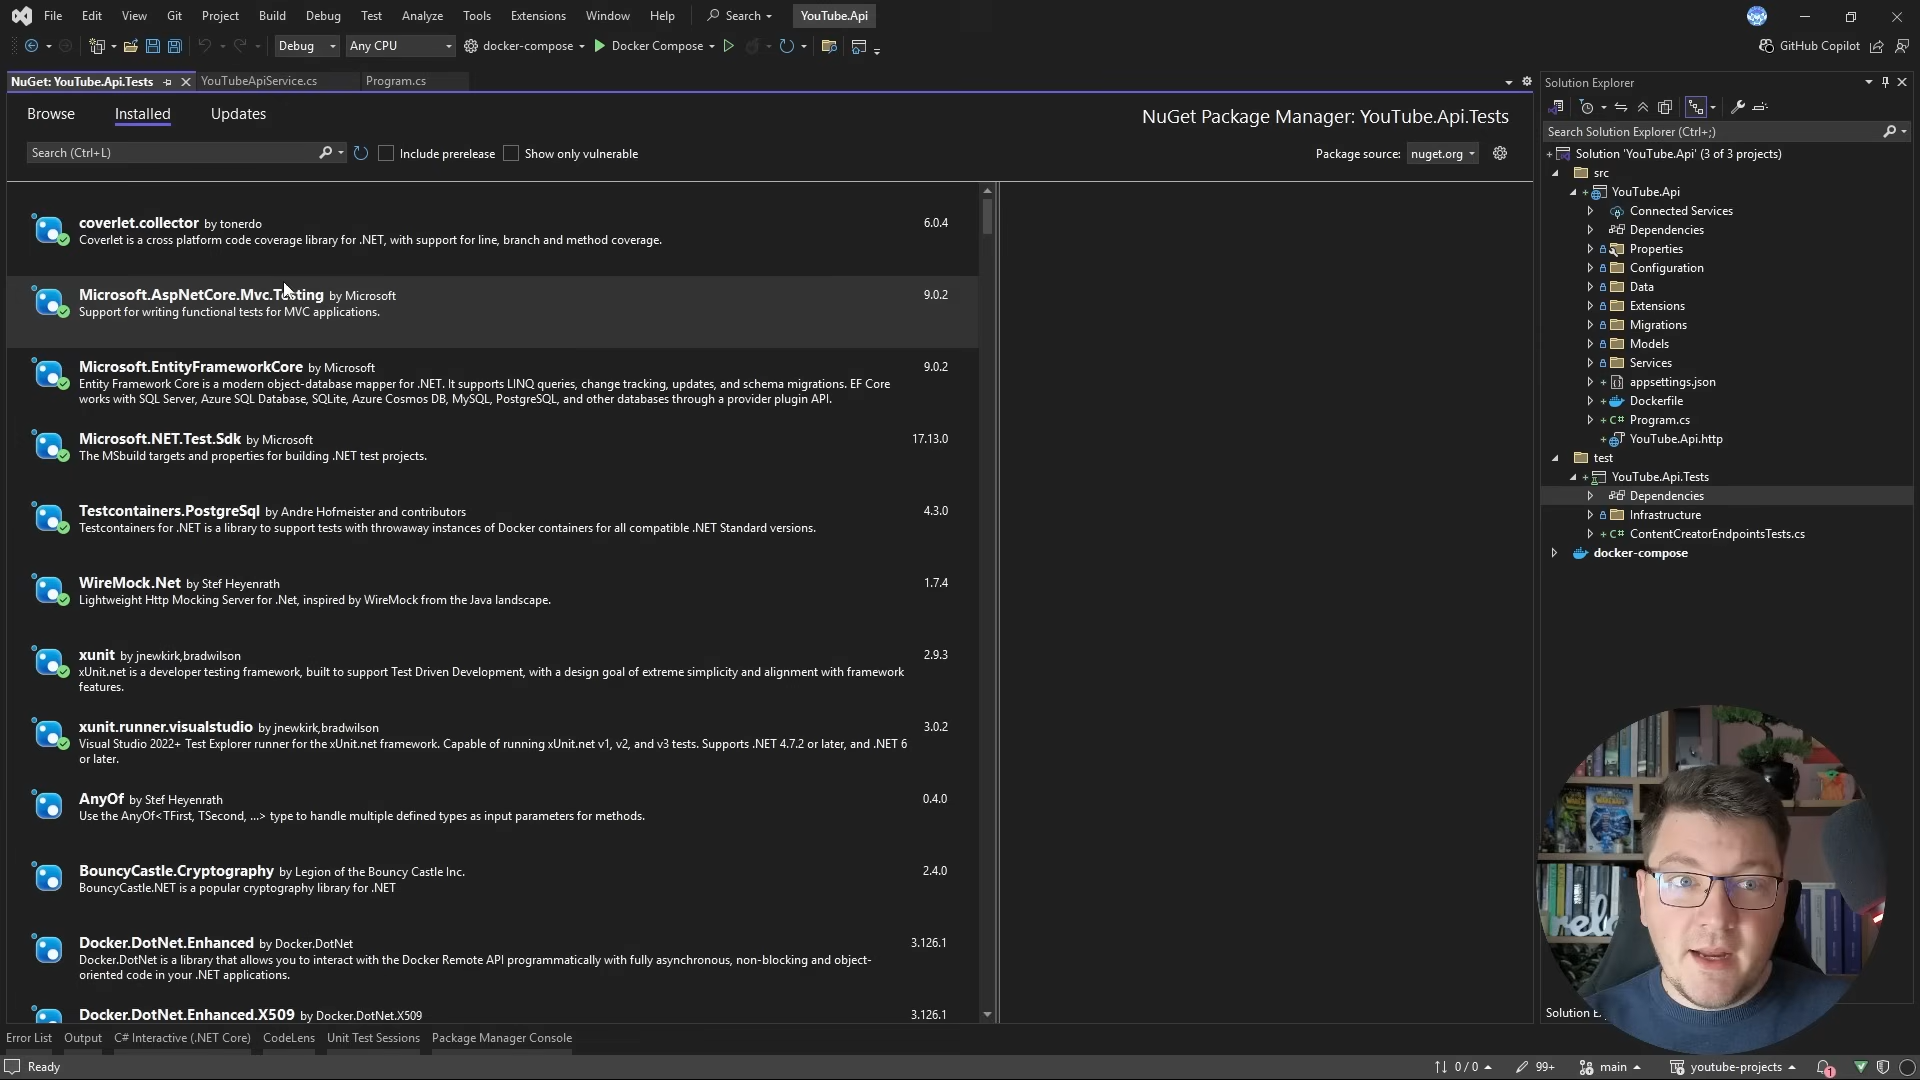 File Edit View Git Project Build Debug Test Analyze Tools Extensions Window Help Search YouTube.Api
Debug Any CPU docker-compose Docker Compose GitHub Copilot
NuGet: YouTube.Api.Tests YouTubeApiService.cs Program.cs
Browse Installed Updates
NuGet Package Manager: YouTube.Api.Tests
Search (Ctrl+L) Include prerelease Show only vulnerable
Package source: nuget.org
coverlet.collector by tonerdo 6.0.4
Coverlet is a cross platform code coverage library for .NET, with support for line, branch and method coverage.
Microsoft.AspNetCore.Mvc.Testing by Microsoft 9.0.2
Support for writing functional tests for MVC applications.
Microsoft.EntityFrameworkCore by Microsoft 9.0.2
Entity Framework Core is a modern object-database mapper for .NET. It supports LINQ queries, change tracking, updates, and schema migrations. EF Core
works with SQL Server, Azure SQL Database, SQLite, Azure Cosmos DB, MySQL, PostgreSQL, and other databases through a provider plugin API.
Microsoft.NET.Test.Sdk by Microsoft 17.13.0
The MSbuild targets and properties for building .NET test projects.
Testcontainers.PostgreSql by Andre Hofmeister and contributors 4.3.0
Testcontainers for .NET is a library to support tests with throwaway instances of Docker containers for all compatible .NET Standard versions.
WireMock.Net by Stef Heyenrath 1.7.4
Lightweight Http Mocking Server for .Net, inspired by WireMock from the Java landscape.
xunit by jnewkirk,bradwilson 2.9.3
xUnit.net is a developer testing framework, built to support Test Driven Development, with a design goal of extreme simplicity and alignment with framework
features.
xunit.runner.visualstudio by jnewkirk,bradwilson 3.0.2
Visual Studio 2022+ Test Explorer runner for the xUnit.net framework. Capable of running xUnit.net v1, v2, and v3 tests. Supports .NET 4.7.2 or later, and .NET 6
or later.
AnyOf by Stef Heyenrath 0.4.0
Use the AnyOf<TFirst, TSecond, ...> type to handle multiple defined types as input parameters for methods.
BouncyCastle.Cryptography by Legion of the Bouncy Castle Inc. 2.4.0
BouncyCastle.NET is a popular cryptography library for .NET
Docker.DotNet.Enhanced by Docker.DotNet 3.126.1
Docker.DotNet is a library that allows you to interact with the Docker Remote API programmatically with fully asynchronous, non-blocking and object-
oriented code in your .NET applications.
Docker.DotNet.Enhanced.X509 by Docker.DotNet.X509 3.126.1
Solution Explorer
Search Solution Explorer (Ctrl+;)
Solution 'YouTube.Api' (3 of 3 projects)
src
YouTube.Api
Connected Services
Dependencies
Properties
Configuration
Data
Extensions
Migrations
Models
Services
appsettings.json
Dockerfile
C# Program.cs
YouTube.Api.http
test
YouTube.Api.Tests
Dependencies
Infrastructure
C# ContentCreatorEndpointsTests.cs
docker-compose
Solution E
Error List Output C# Interactive (.NET Core) CodeLens Unit Test Sessions Package Manager Console
Ready 0 / 0 99+ main youtube-projects 1